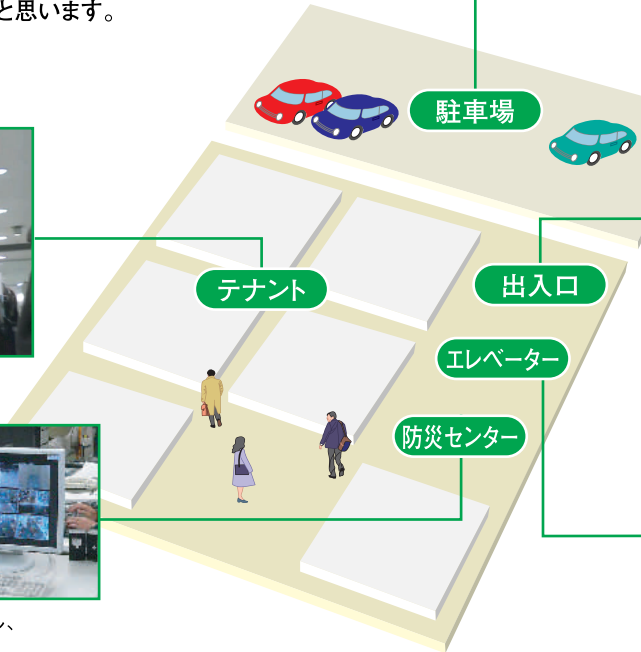 と思います。
駐車場
テナント
出入口
エレベーター
防災センター
し、